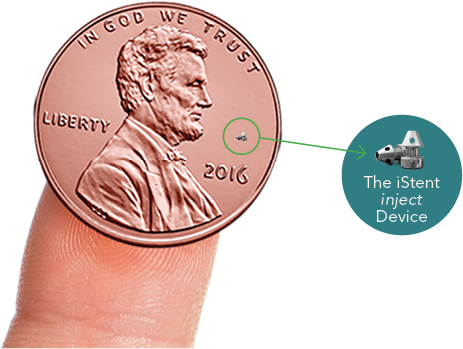 IN GOD WE TRUST
LIBERTY
2016
The iStent
inject
Device